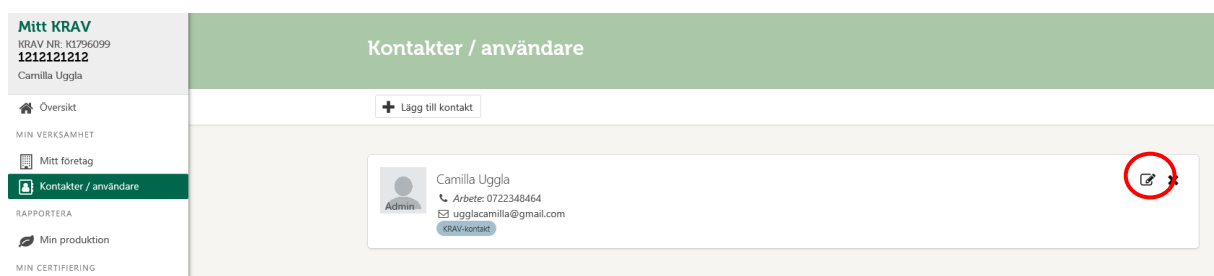 Mitt KRAV
KRAV NR: K1796099
1212121212
Camilla Uggla
Översikt
MIN VERKSAMHET
Mitt företag
Kontakter / användare
RAPPORTERA
Min produktion
MIN CERTIFIERING
Kontakter / användare
Lägg till kontakt
Admin
Camilla Uggla
Arbete: 0722348464
ugglacamilla@gmail.com
KRAV-kontakt